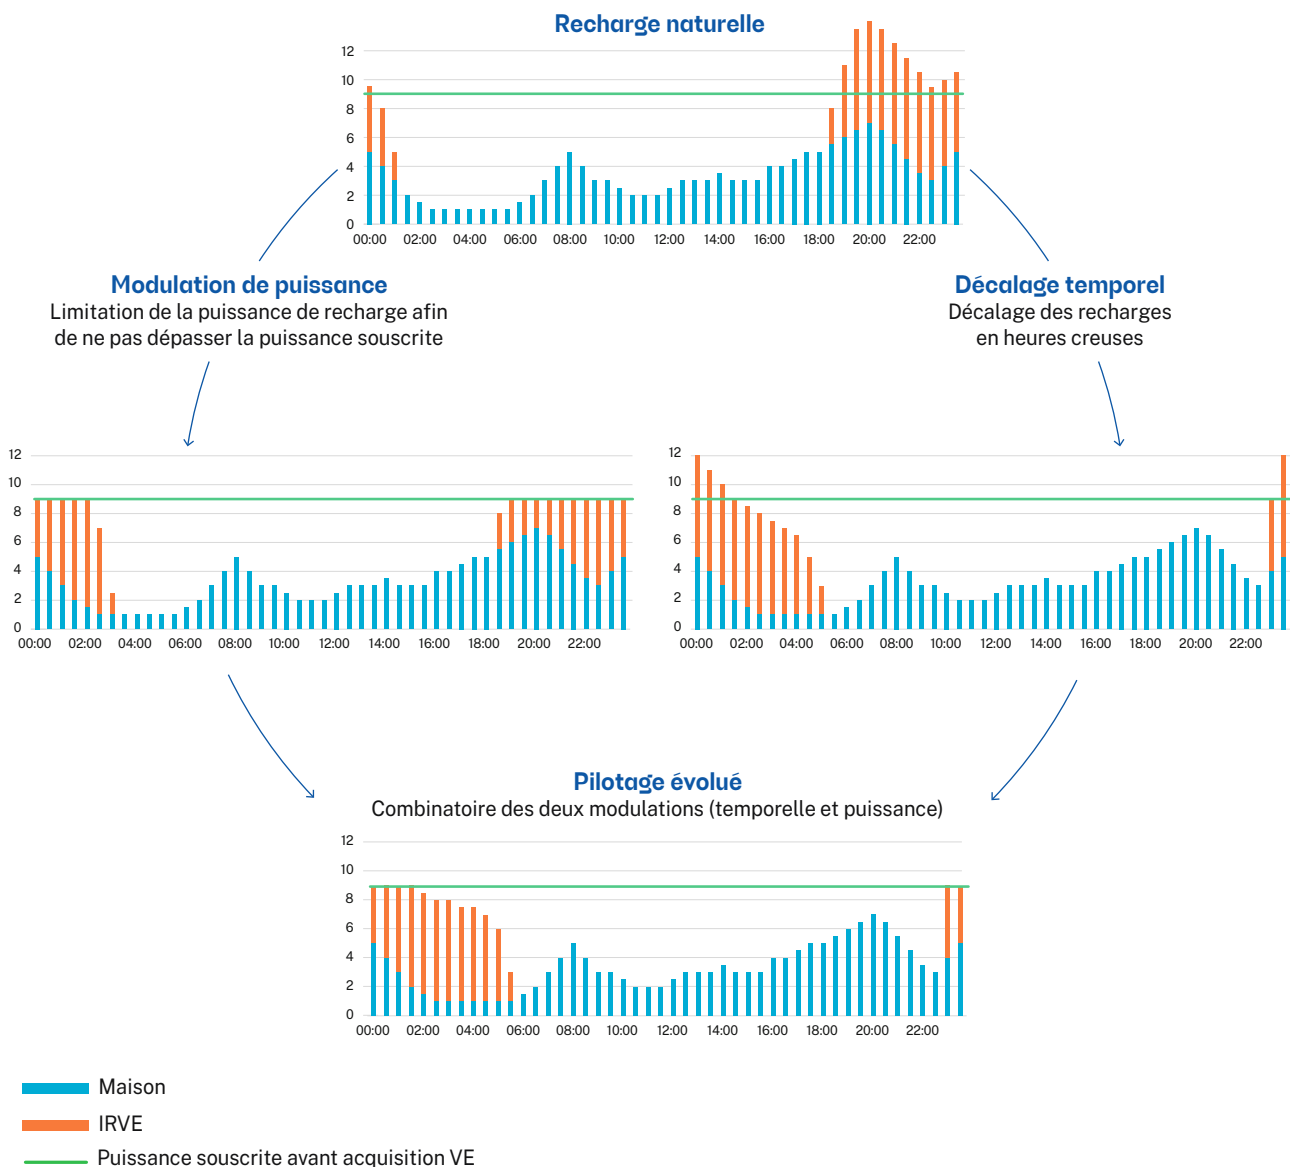 Recharge naturelle
12
10
8
6
4
2
0
00:00 02:00 04:00 06:00 08:00 10:00 12:00 14:00 16:00 18:00 20:00 22:00
Modulation de puissance
Limitation de la puissance de recharge afin
de ne pas dépasser la puissance souscrite
Décalage temporel
Décalage des recharges
en heures creuses
12
10
8
6
4
2
0
00:00 02:00 04:00 06:00 08:00 10:00 12:00 14:00 16:00 18:00 20:00 22:00
12
10
8
6
4
2
0
00:00 02:00 04:00 06:00 08:00 10:00 12:00 14:00 16:00 18:00 20:00 22:00
Pilotage évolué
Combinatoire des deux modulations (temporelle et puissance)
12
10
8
6
4
2
0
00:00 02:00 04:00 06:00 08:00 10:00 12:00 14:00 16:00 18:00 20:00 22:00
Maison
IRVE
Puissance souscrite avant acquisition VE